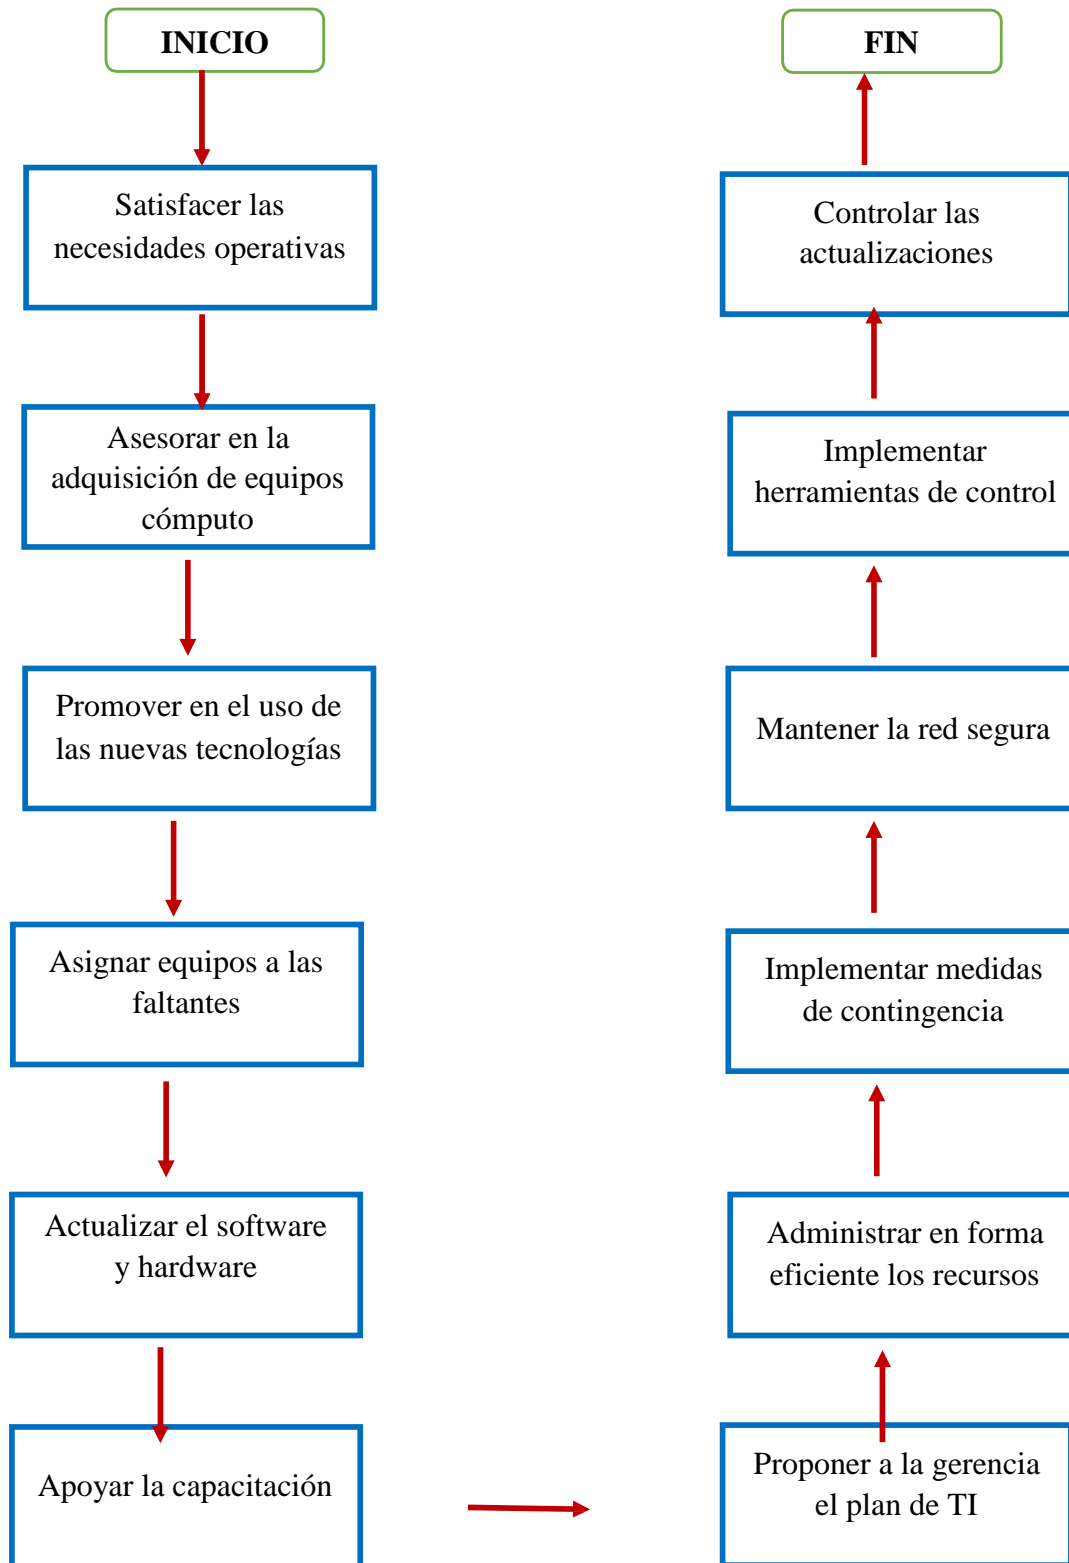 INICIO
Satisfacer las
necesidades operativas
Asesorar en la
adquisición de equipos
cómputo
Promover en el uso de
las nuevas tecnologías
Asignar equipos a las
faltantes
Actualizar el software
y hardware
Apoyar la capacitación
Proponer a la gerencia
el plan de TI
Administrar en forma
eficiente los recursos
Implementar medidas
de contingencia
Mantener la red segura
Implementar
herramientas de control
Controlar las
actualizaciones
FIN